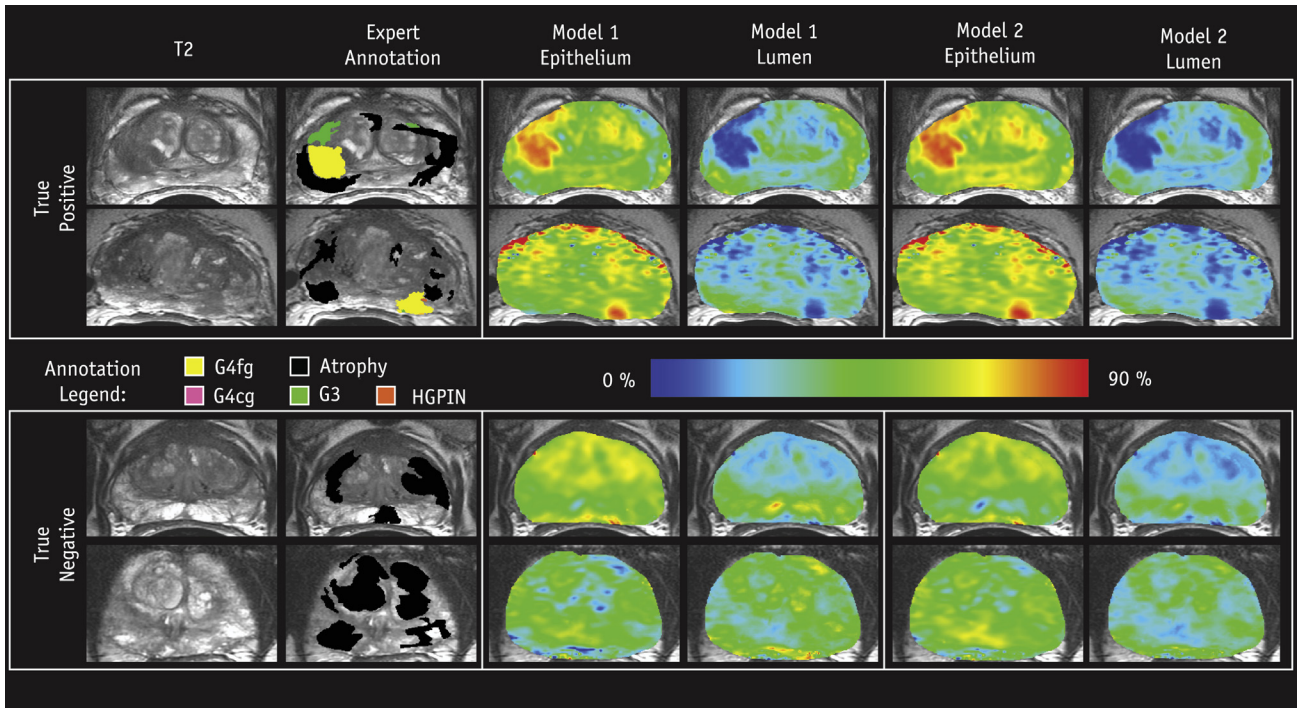 T2
Expert
Annotation
Model 1
Epithelium
Model 1
Lumen
Model 2
Epithelium
Model 2
Lumen
True
Positive
Annotation
Legend:
G4fg
Atrophy
G4cg
G3
HGPIN
0 %
90 %
True
Negative